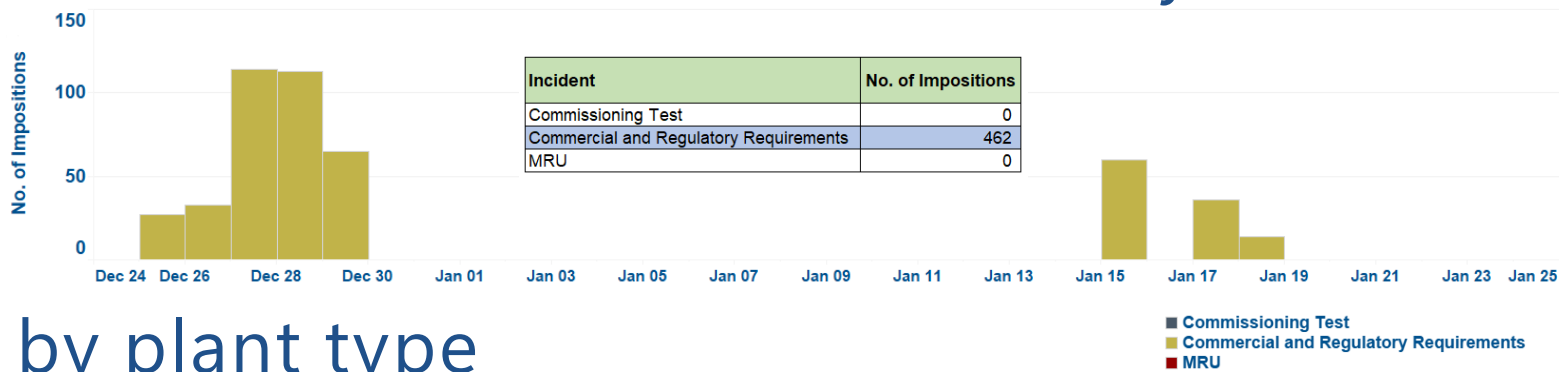 150
100
50
0
No. of Impositions
Incident No. of Impositions
Commissioning Test 0
Commercial and Regulatory Requirements 462
MRU 0
Dec 24 Dec 26 Dec 28 Dec 30 Jan 01 Jan 03 Jan 05 Jan 07 Jan 09 Jan 11 Jan 13 Jan 15 Jan 17 Jan 19 Jan 21 Jan 23 Jan 25
Commissioning Test
Commercial and Regulatory Requirements
MRU
by plant type